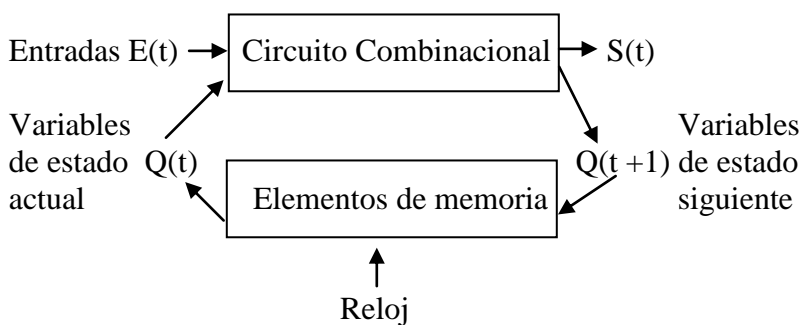 Entradas E(t)
Circuito Combinacional
S(t)
Variables
de estado Q(t)
actual
Q(t +1)
Variables
de estado
siguiente
Elementos de memoria
Reloj